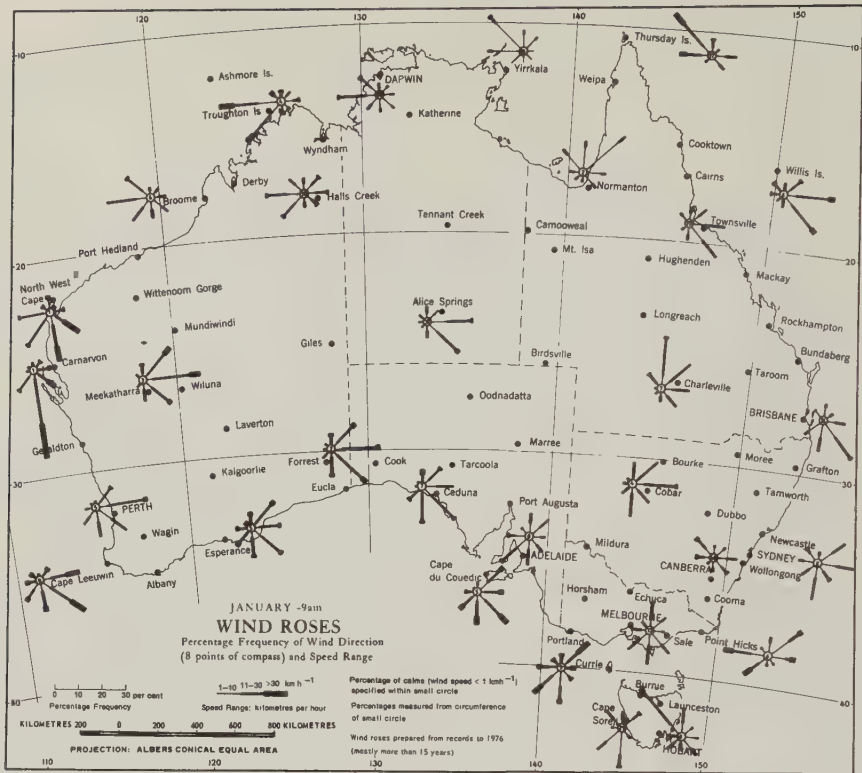 120
130
140
150
10
10
Thursday Is.
Ashmore Is.
DAPWIN
Yirrkala
Weipa
Troughton Is
Katherine
Wyndham
Cooktown
Derby
Broome
Halls Creek
Normanton
Cairns
Willis Is.
Tennant Creek
Camooweal
Townsville
Port Hedland
Mt. Isa
Hughenden
20
20
North West
Cape
Wittenoom Gorge
Mackay
Alice Springs
Longreach
Mundiwindi
Giles
Rockhampton
Carnarvon
Birdsville
Bundaberg
Meekatharra
Wiluna
Oodnadatta
Charleville
Taroom
BRISBANE
Laverton
Marree
Geraldton
Forrest
Cook
Tarcoola
Bourke
Moree
Grafton
Kalgoorlie
30
30
Eucla
Ceduna
Cobar
Tamworth
PERTH
Port Augusta
Dubbo
Wagin
Esperance
Mildura
Newcastle
ADELAIDE
SYDNEY
Cape Leeuwin
Albany
Cape
du Couedic
CANBERRA
Wollongong
Horsham
Echuca
Cooma
JANUARY -9am
WIND ROSES
Percentage Frequency of Wind Direction
(8 points of compass) and Speed Range
MELBOURNE
Portland
Sale
Point Hicks
Currie
0 10 20 30 per cent
Percentage Frequency
1-10 11-30 >30 km h -1
Speed Range: kilometres per hour
Percentage of calms (wind speed < 1 kmh-1)
specified within small circle
Percentages measured from circumference
of small circle
Wind roses prepared from records to 1976
(mostly more than 15 years)
KILOMETRES 200 0 200 400 600 800 KILOMETRES
PROJECTION: ALBERS CONICAL EQUAL AREA
Burnie
Launceston
Cape
Sorell
HOBART
40
40
110
120
130
140
150